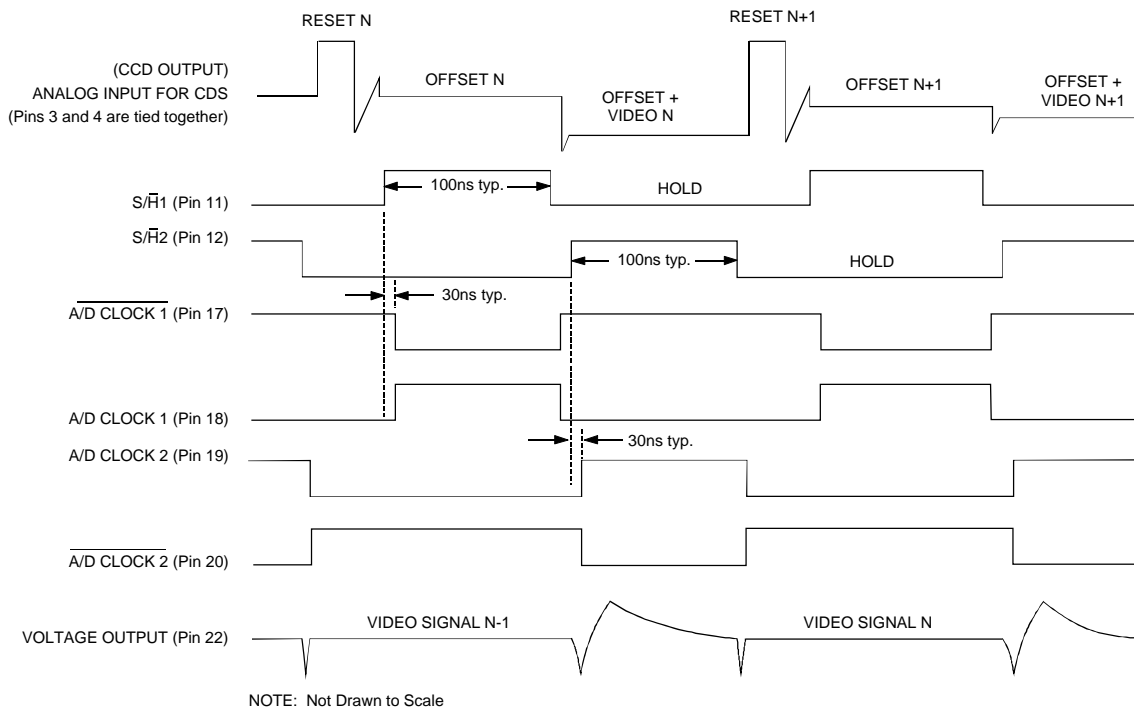 RESET N
RESET N+1
(CCD OUTPUT)
ANALOG INPUT FOR CDS
(Pins 3 and 4 are tied together)
OFFSET N
OFFSET +
VIDEO N
OFFSET N+1
OFFSET +
VIDEO N+1
S/H̅1 (Pin 11)
100ns typ.
HOLD
S/H̅2 (Pin 12)
100ns typ.
HOLD
30ns typ.
A/D CLOCK 1 (Pin 17)
A/D CLOCK 1 (Pin 18)
30ns typ.
A/D CLOCK 2 (Pin 19)
A/D CLOCK 2 (Pin 20)
VOLTAGE OUTPUT (Pin 22)
VIDEO SIGNAL N-1
VIDEO SIGNAL N
NOTE: Not Drawn to Scale